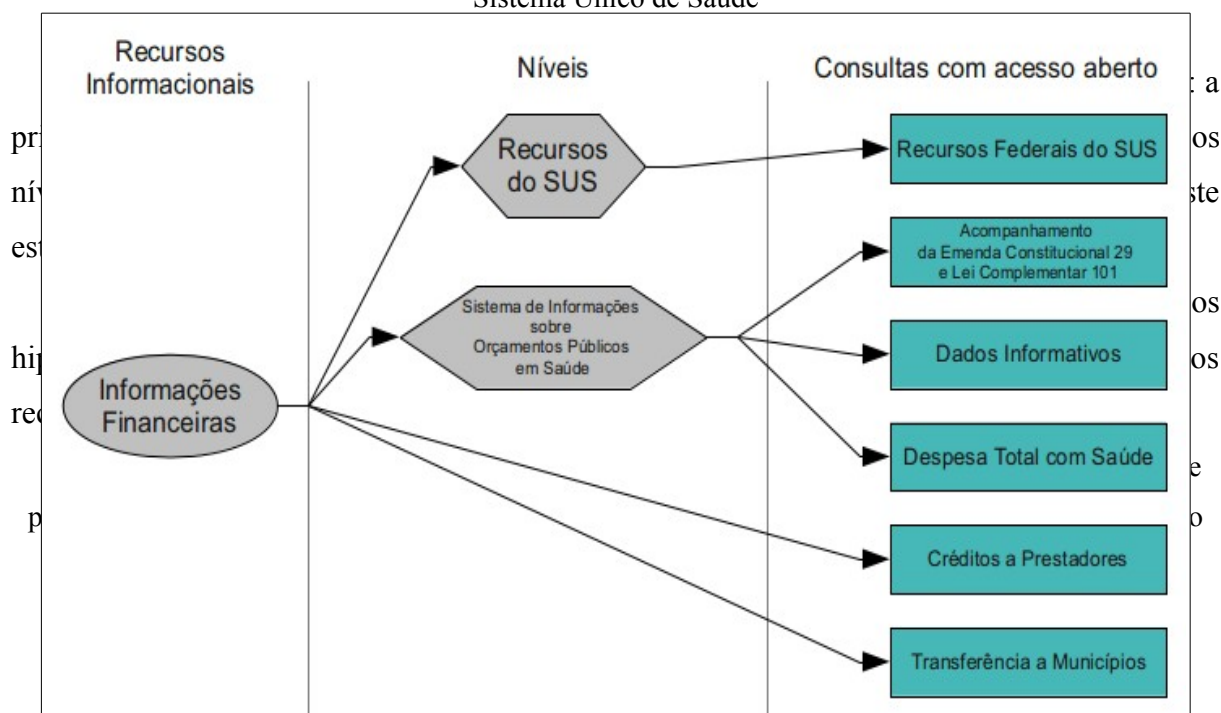 Sistema Único de Saúde
Recursos
Informacionais
Níveis
Consultas com acesso aberto
Recursos
do SUS
Recursos Federais do SUS
Acompanhamento
da Emenda Constitucional 29
e Lei Complementar 101
Sistema de Informações
sobre
Orçamentos Públicos
em Saúde
Dados Informativos
Informações
Financeiras
Despesa Total com Saúde
Créditos a Prestadores
Transferência a Municípios